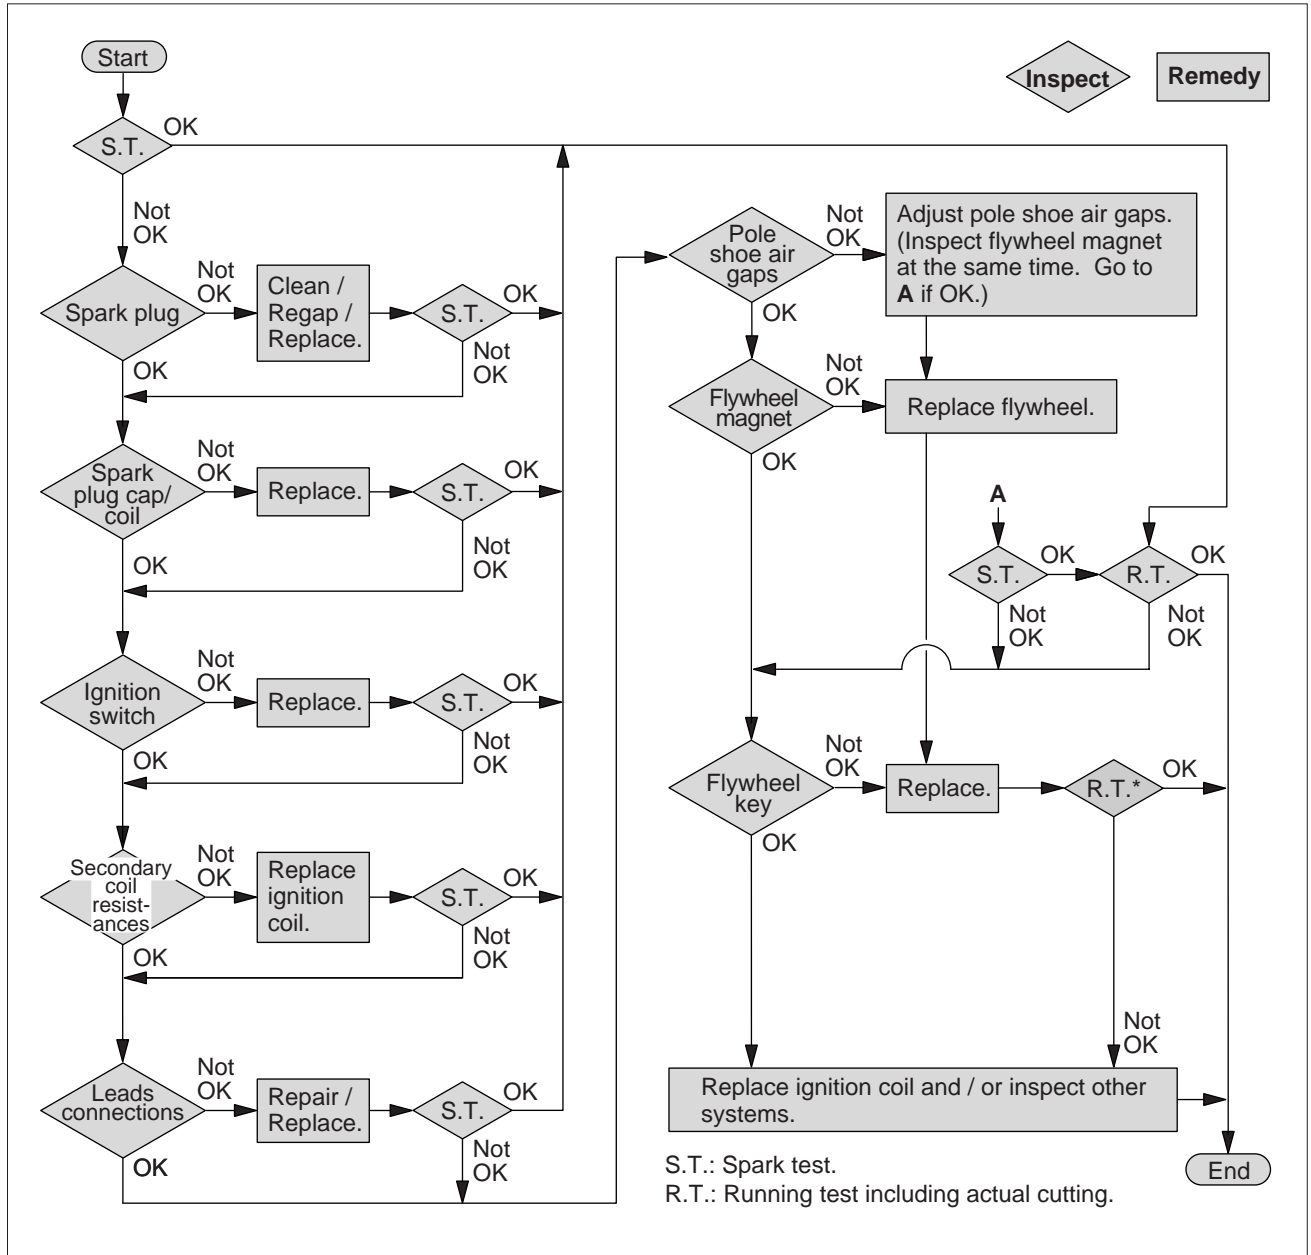 Start
Inspect
Remedy
S.T.
OK
Not
OK
Spark plug
Not
OK
Clean /
Regap /
Replace.
S.T.
OK
Not
OK
OK
Spark
plug cap/
coil
Not
OK
Replace.
S.T.
OK
Not
OK
OK
Ignition
switch
Not
OK
Replace.
S.T.
OK
Not
OK
OK
Secondary
coil
resist-
ances
Not
OK
Replace
ignition
coil.
S.T.
OK
Not
OK
OK
Leads
connections
Not
OK
Repair /
Replace.
S.T.
OK
Not
OK
OK
Pole
shoe air
gaps
Not
OK
Adjust pole shoe air gaps.
(Inspect flywheel magnet
at the same time. Go to
A if OK.)
OK
Flywheel
magnet
Not
OK
Replace flywheel.
OK
A
S.T.
OK
Not
OK
R.T.
OK
Not
OK
Flywheel
key
Not
OK
Replace.
R.T.*
OK
OK
Not
OK
Replace ignition coil and / or inspect other
systems.
End
S.T.: Spark test.
R.T.: Running test including actual cutting.